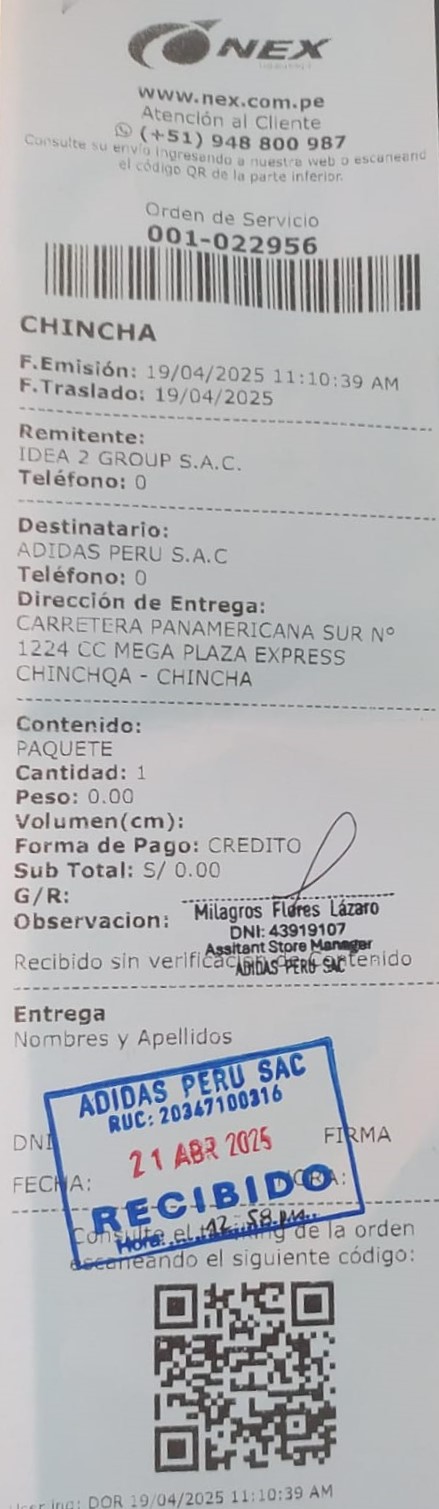 NEX
www.nex.com.pe
Atención al Cliente
(+51) 948 800 987
Consulte su envío ingresando a nuestra web o escaneand
el código QR de la parte inferior.
Orden de Servicio
001-022956
CHINCHA
F.Emisión: 19/04/2025 11:10:39 AM
F.Traslado: 19/04/2025
Remitente:
IDEA 2 GROUP S.A.C.
Teléfono: 0
Destinatario:
ADIDAS PERU S.A.C
Teléfono: 0
Dirección de Entrega:
CARRETERA PANAMERICANA SUR Nº
1224 CC MEGA PLAZA EXPRESS
CHINCHQA - CHINCHA
Contenido:
PAQUETE
Cantidad: 1
Peso: 0.00
Volumen(cm):
Forma de Pago: CREDITO
Sub Total: S/ 0.00
G/R:
Observacion:
Milagros Flores Lázaro
DNI: 43919107
Assitant Store Manager
ADIDAS PERU SAC
Recibido sin verificación de Contenido
Entrega
Nombres y Apellidos
ADIDAS PERU SAC
RUC: 20347100316
21 ABR 2025
DNI
FIRMA
FECHA:
HORA:
RECIBIDO
Hora: 12:58 pm
Consulte el tracking de la orden
escaneando el siguiente código:
DOR 19/04/2025 11:10:39 AM